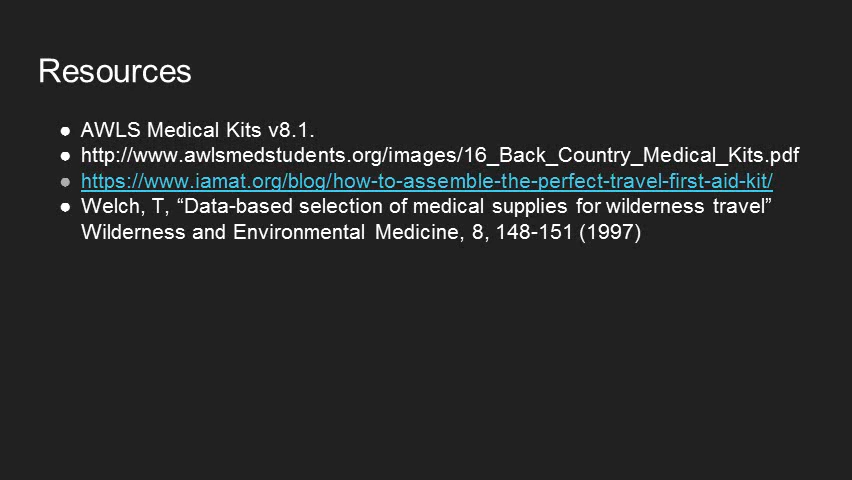 Resources
● AWLS Medical Kits v8.1.
● http://www.awlsmedstudents.org/images/16_Back_Country_Medical_Kits.pdf
● https://www.iamat.org/blog/how-to-assemble-the-perfect-travel-first-aid-kit/
● Welch, T, “Data-based selection of medical supplies for wilderness travel”
Wilderness and Environmental Medicine, 8, 148-151 (1997)